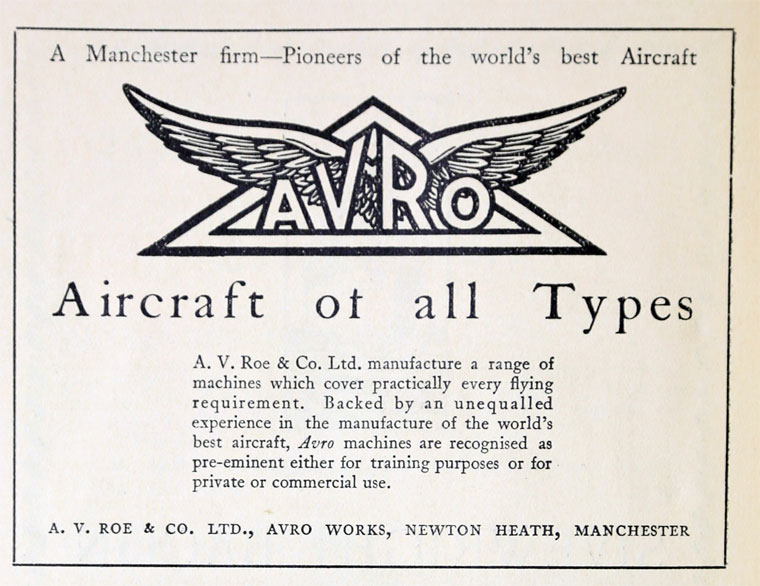 A Manchester firm—Pioneers of the world's best Aircraft
AVRO
Aircraft ot all Types
A. V. Roe & Co. Ltd. manufacture a range of
machines which cover practically every flying
requirement. Backed by an unequalled
experience in the manufacture of the world's
best aircraft, Avro machines are recognised as
pre-eminent either for training purposes or for
private or commercial use.
A. V. ROE & CO. LTD., AVRO WORKS, NEWTON HEATH, MANCHESTER